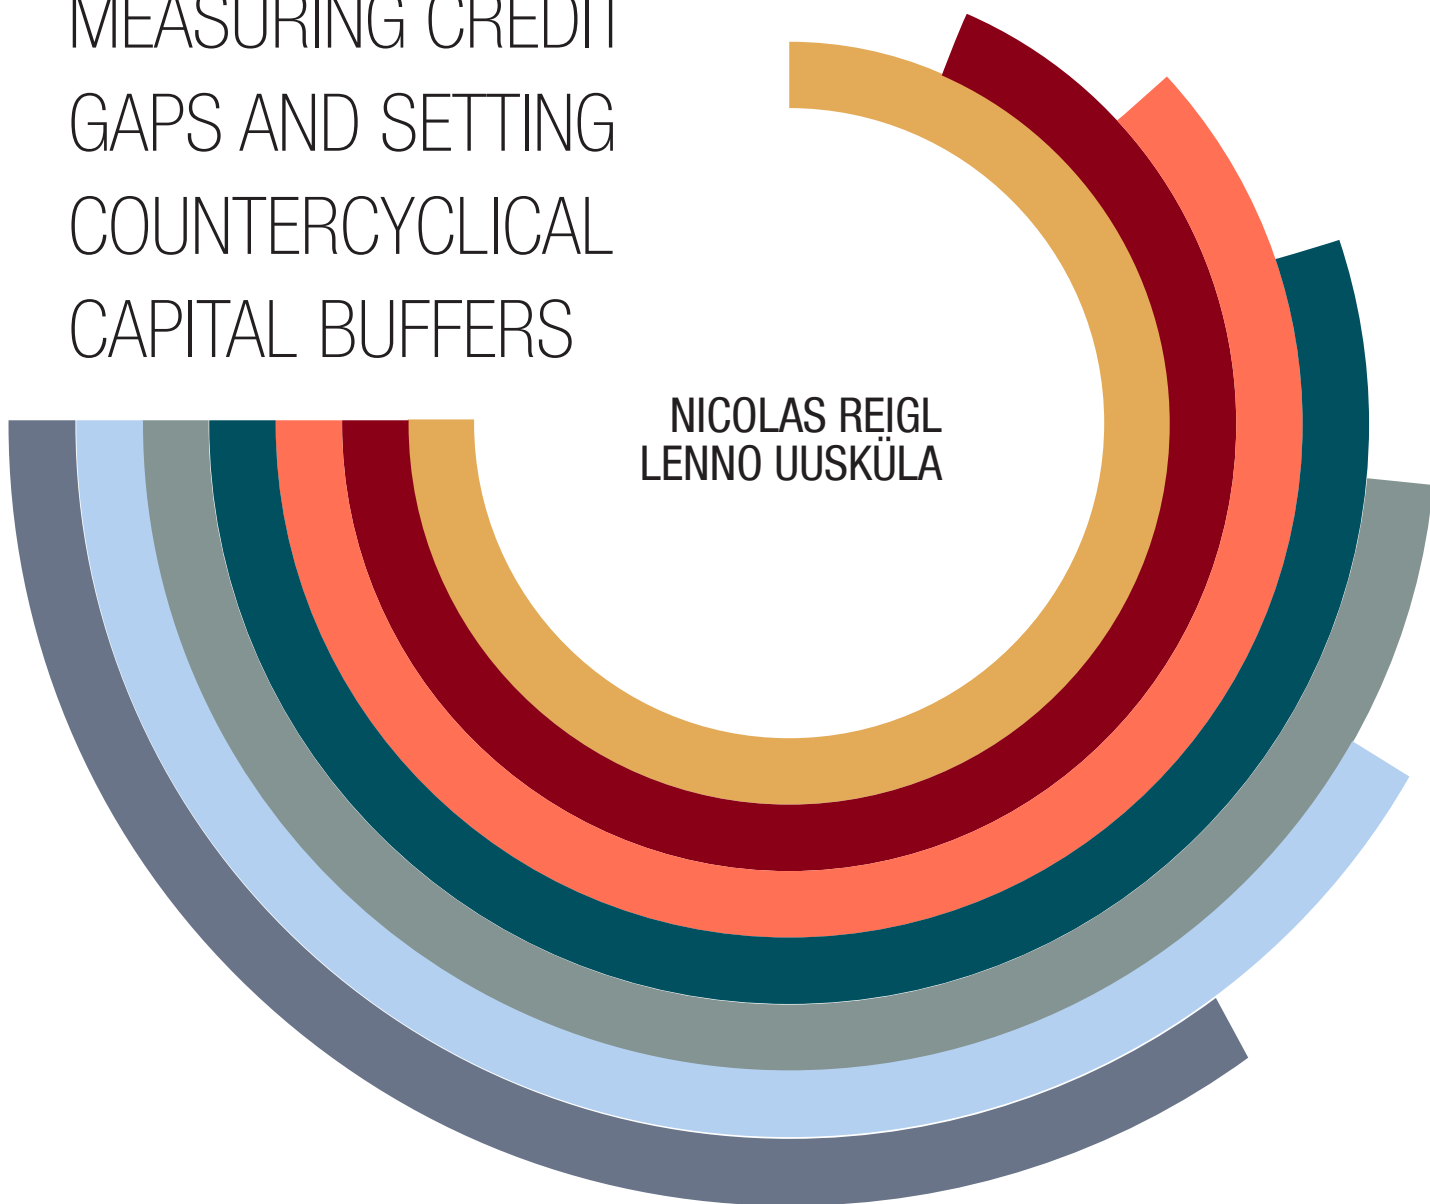 MEASURING CREDIT
GAPS AND SETTING
COUNTERCYCLICAL
CAPITAL BUFFERS
NICOLAS REIGL
LENNO UUSKÜLA